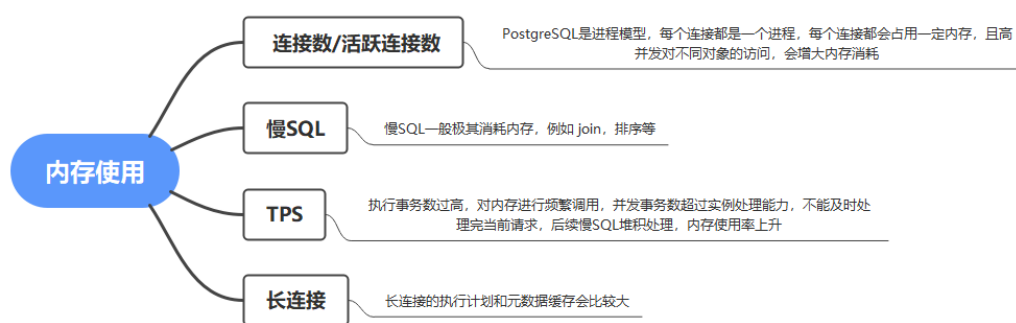 连接数/活跃连接数
PostgreSQL是进程模型，每个连接都是一个进程，每个连接都会占用一定内存，且高
并发对不同对象的访问，会增大内存消耗
慢SQL
慢SQL一般极其消耗内存，例如 join，排序等
内存使用
TPS
执行事务数过高，对内存进行频繁调用，并发事务数超过实例处理能力，不能及时处
理完当前请求，后续慢SQL堆积处理，内存使用率上升
长连接
长连接的执行计划和元数据缓存会比较大